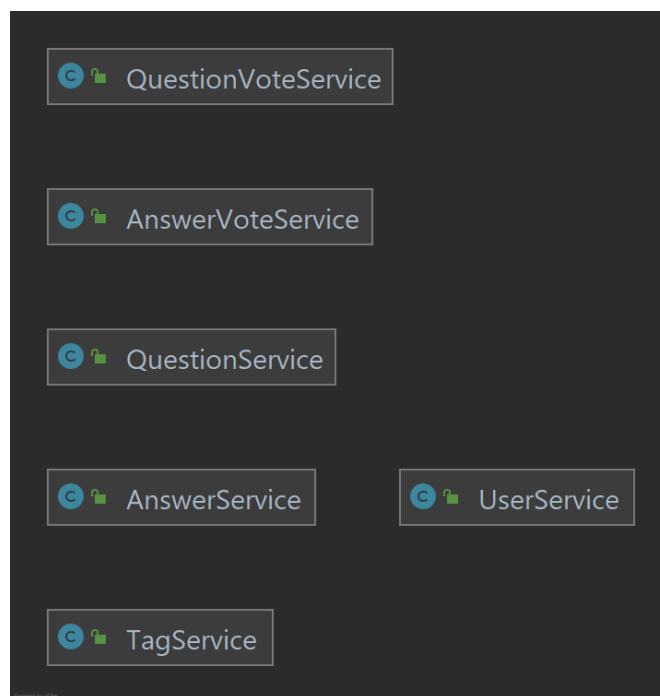 C QuestionVoteService
C AnswerVoteService
C QuestionService
C AnswerService
C UserService
C TagService